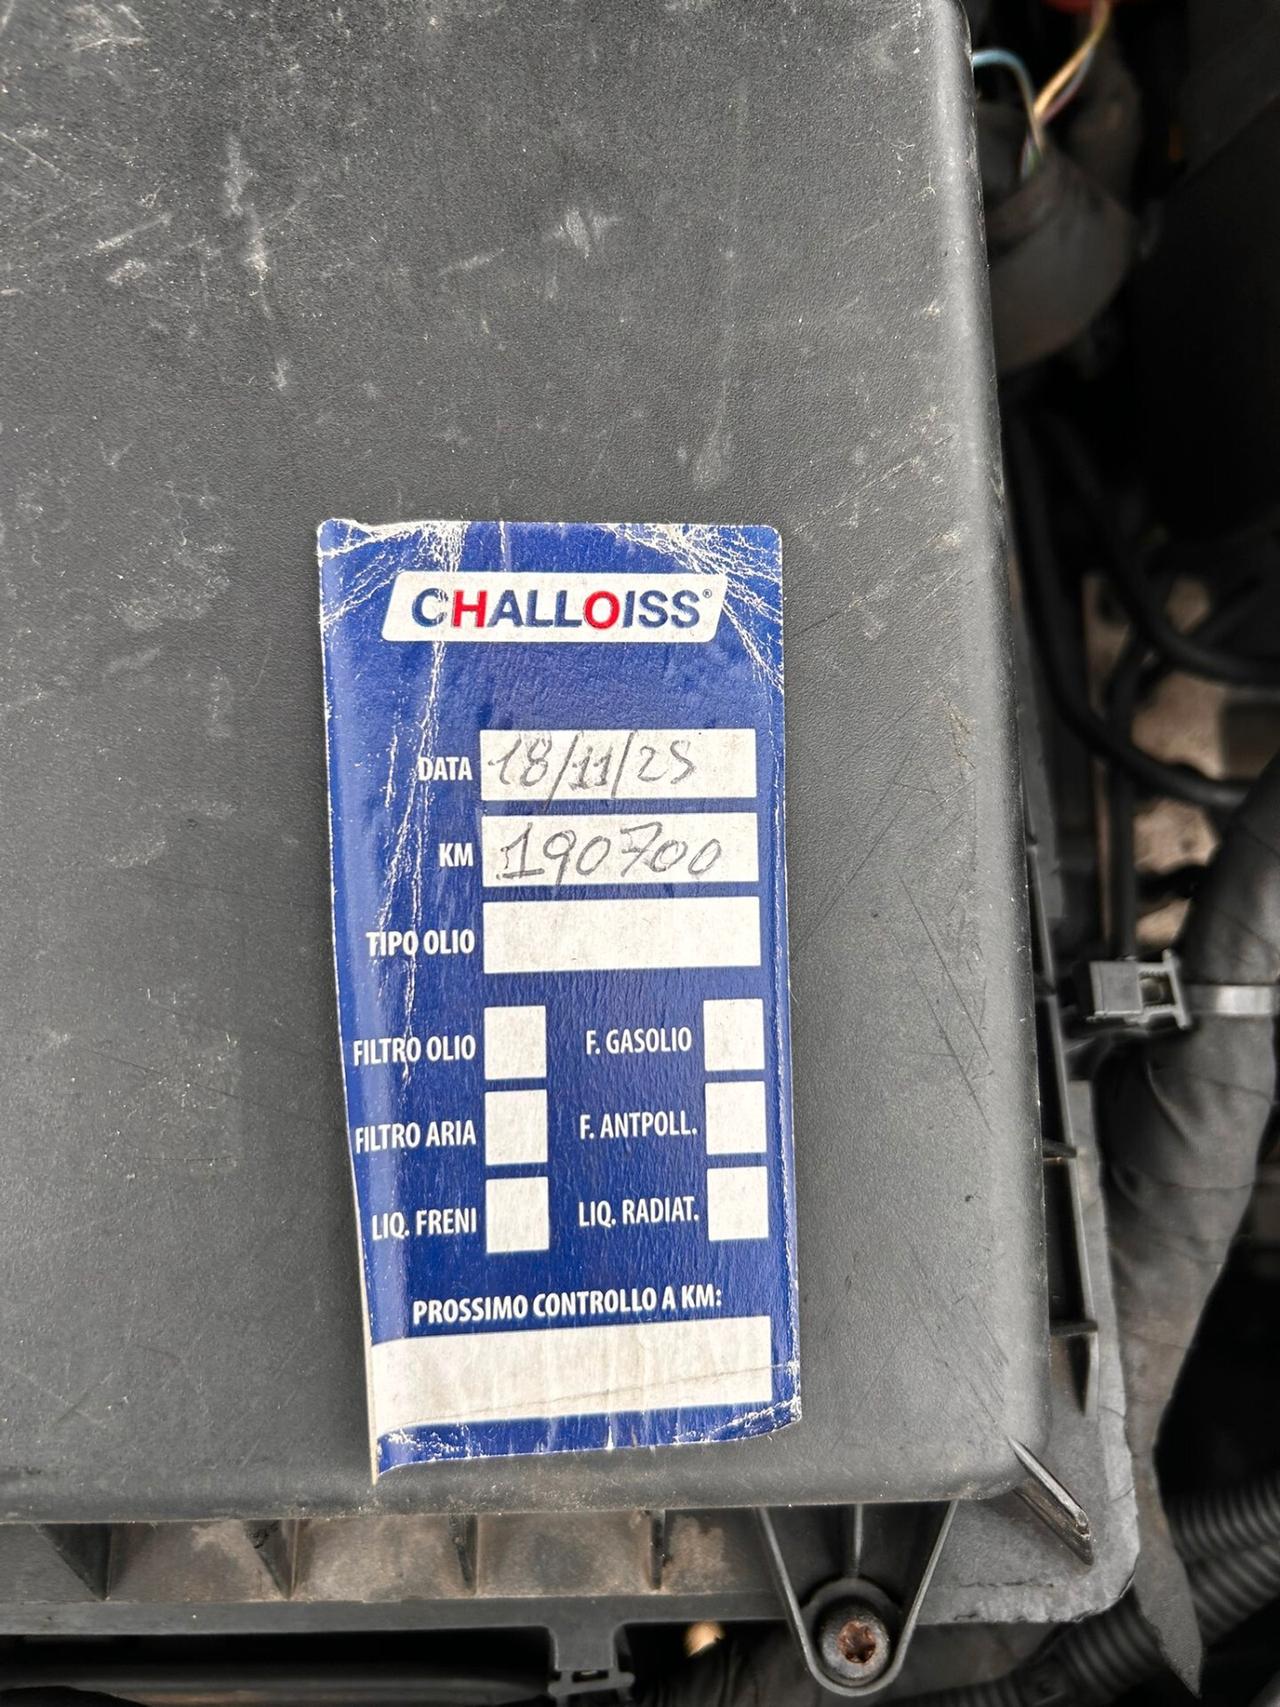 CHALLOISS®
DATA 18/11/25
KM 190700
TIPO OLIO
FILTRO OLIO F. GASOLIO
FILTRO ARIA F. ANTPOLL.
LIQ. FRENI LIQ. RADIAT.
PROSSIMO CONTROLLO A KM: